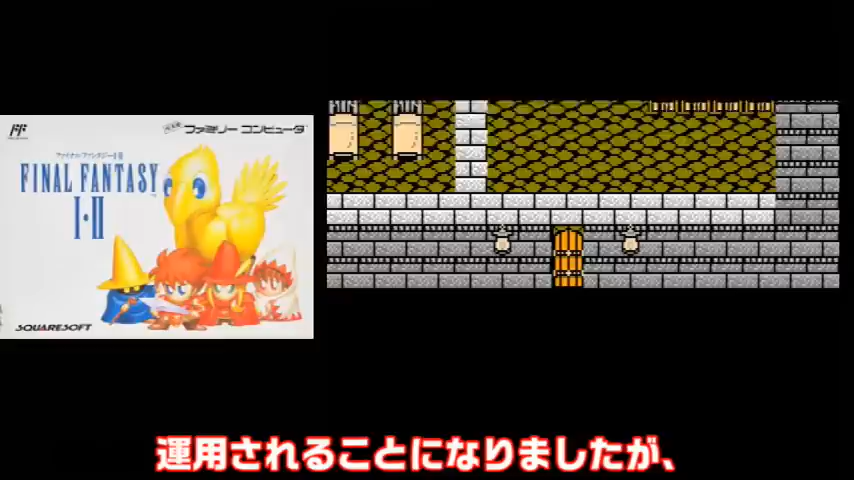 ファミリー コンピュータ
ファイナルファンタジーI・II
FINAL FANTASY
I・II
SQUARESOFT
運用されることになりましたが、